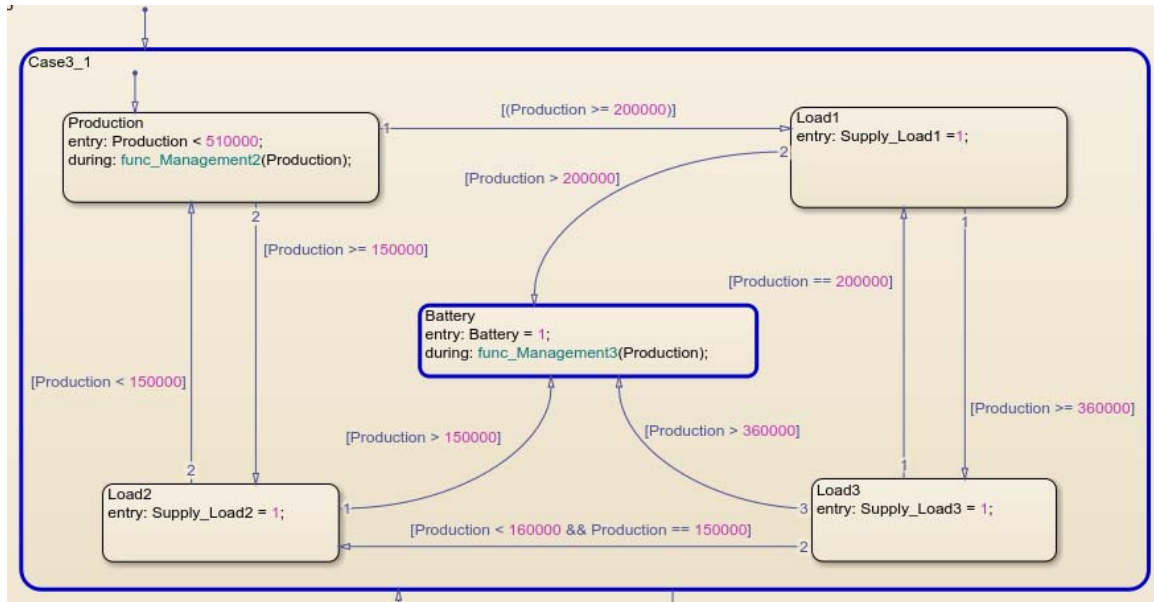 Case3_1
Production
entry: Production < 510000;
during: func_Management2(Production);
1
[(Production >= 200000)]
Load1
entry: Supply_Load1 =1;
2
[Production > 200000]
2
1
[Production >= 150000]
[Production == 200000]
Battery
entry: Battery = 1;
during: func_Management3(Production);
[Production < 150000]
[Production >= 360000]
[Production > 150000]
[Production > 360000]
2
1
Load2
entry: Supply_Load2 = 1;
1
Load3
entry: Supply_Load3 = 1;
3
[Production < 160000 && Production == 150000]
2